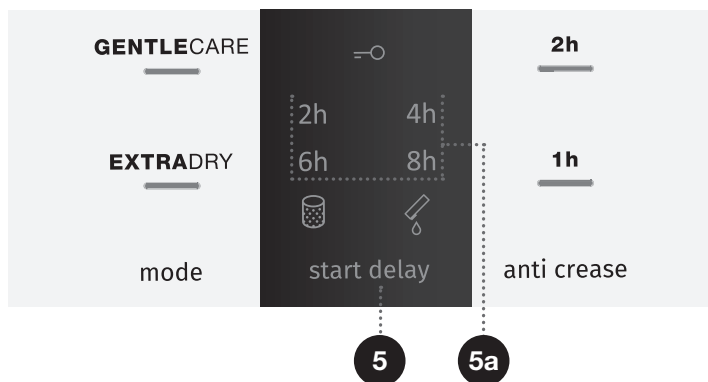 GENTLECARE
2h
2h 4h
EXTRADRY
6h 8h
1h
mode
start delay
anti crease
5
5a